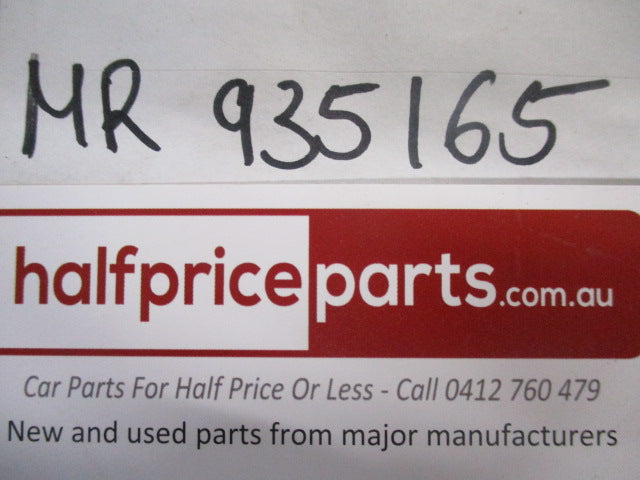 MR 935165
halfpriceparts.com.au
Car Parts For Half Price Or Less - Call 0412 760 479
New and used parts from major manufacturers